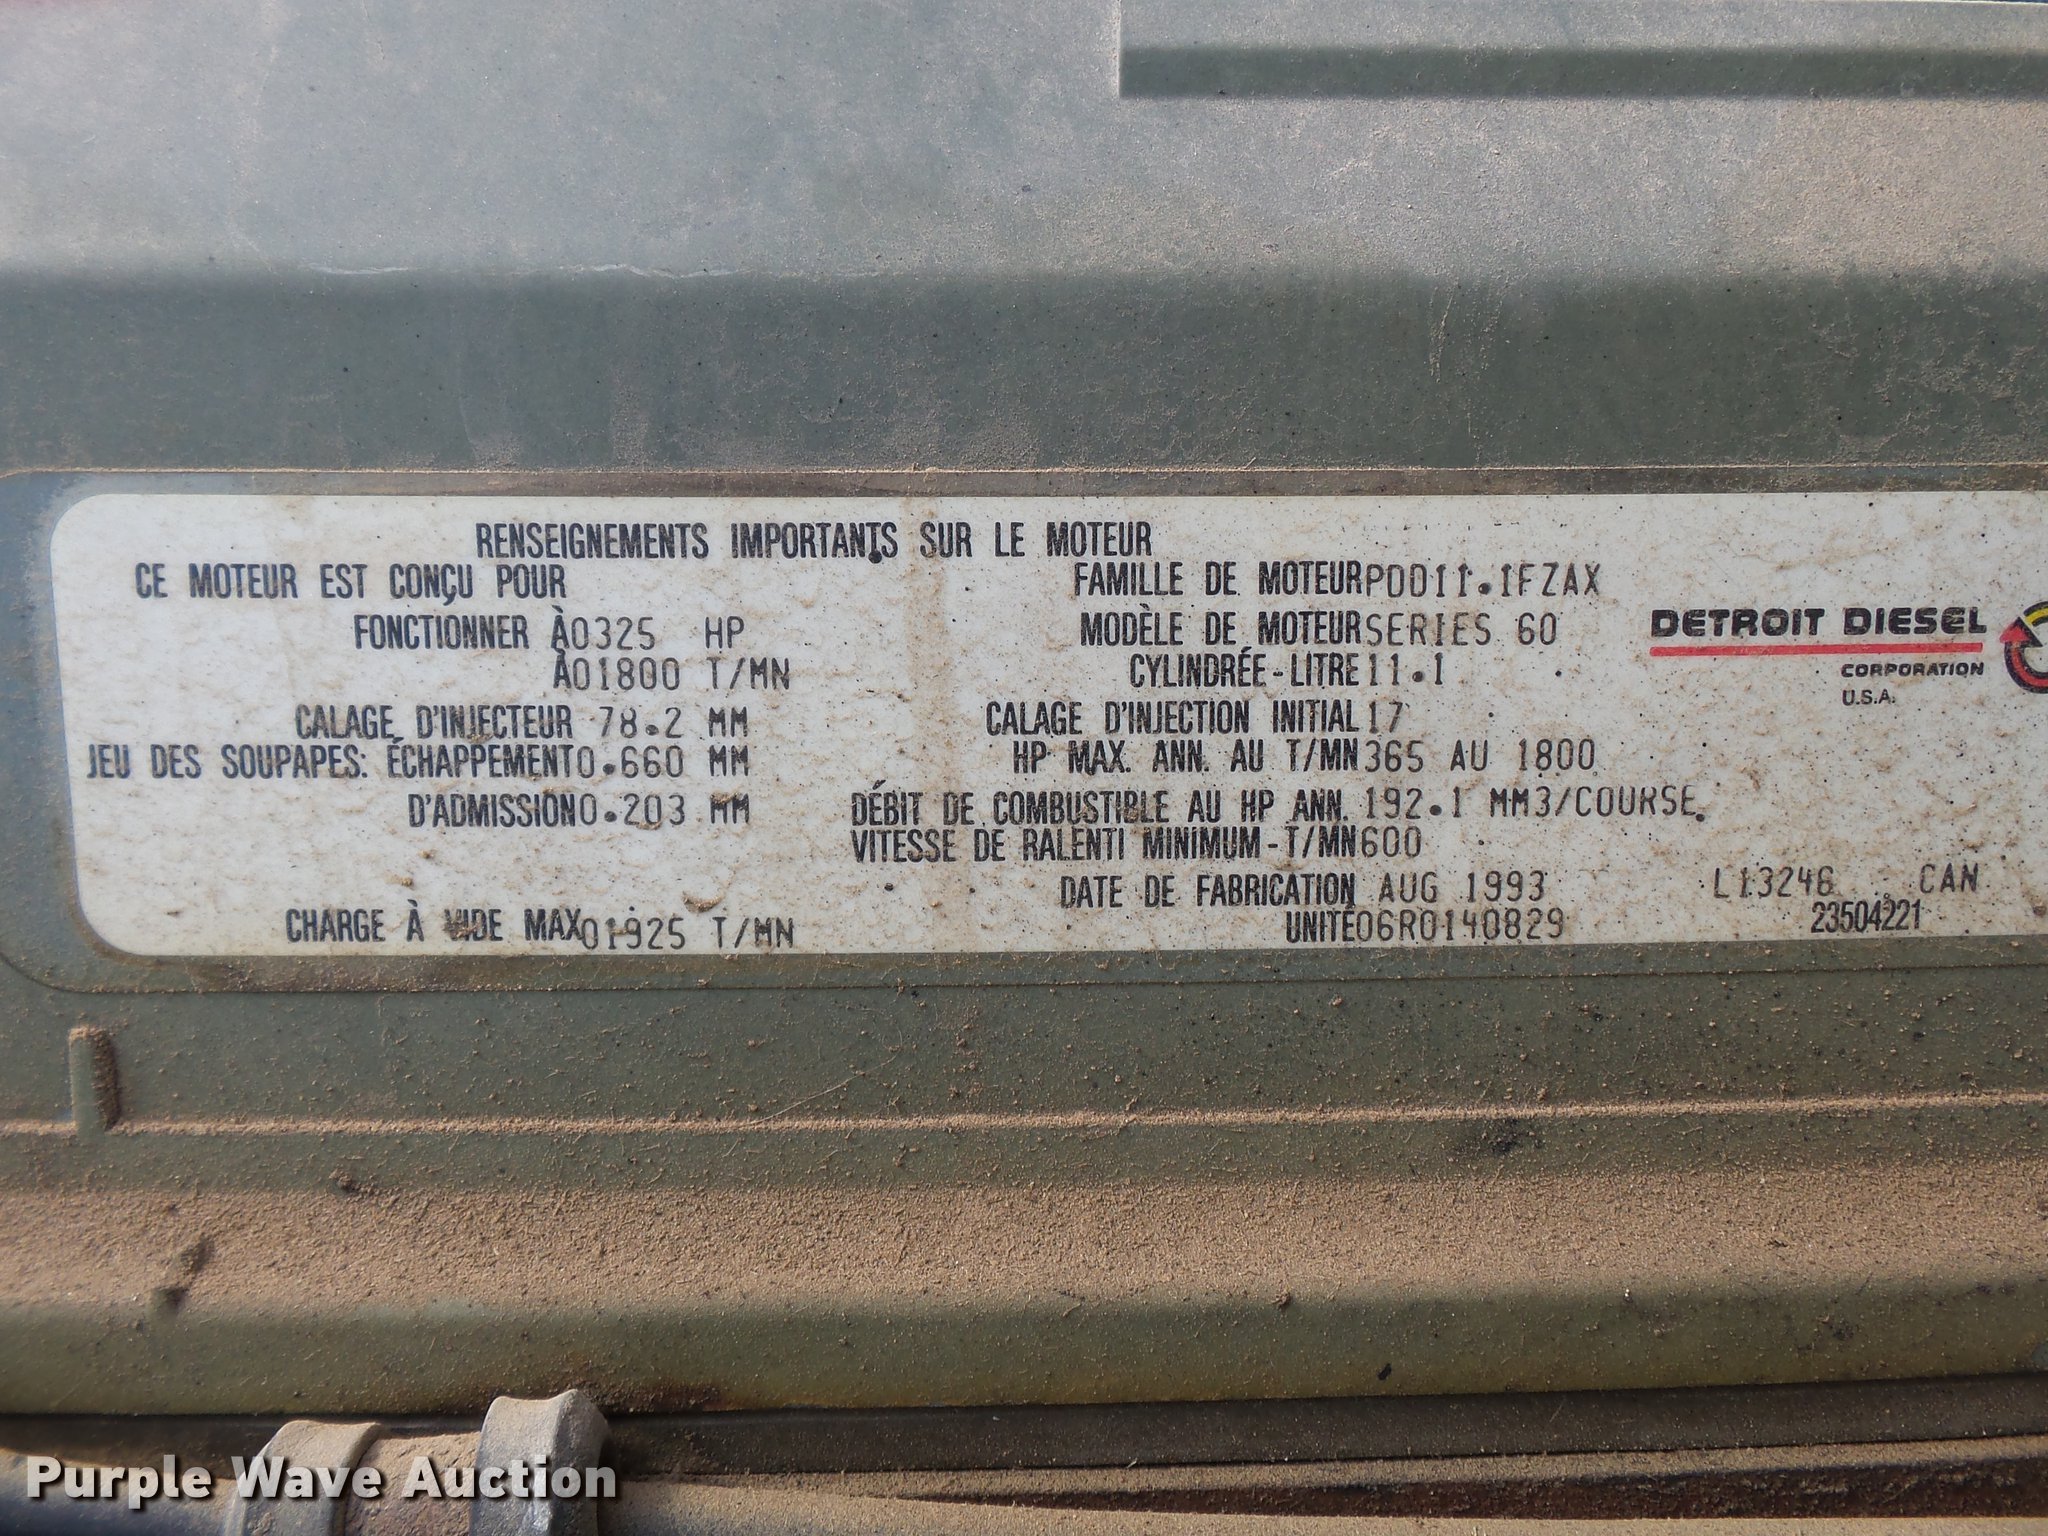 RENSEIGNEMENTS IMPORTANTS SUR LE MOTEUR
CE MOTEUR EST CONÇU POUR
FONCTIONNER À0325 HP
À01800 T/MN
CALAGE D'INJECTEUR 78.2 MM
JEU DES SOUPAPES: ÉCHAPPEMENT0.660 MM
D'ADMISSION0.203 MM
CHARGE À VIDE MAX01925 T/MN
FAMILLE DE MOTEURPDD11.1FZAX
MODÈLE DE MOTEURSERIES 60
CYLINDRÉE-LITRE11.1
CALAGE D'INJECTION INITIAL17
HP MAX. ANN. AU T/MN365 AU 1800
DÉBIT DE COMBUSTIBLE AU HP ANN. 192.1 MM3/COURSE
VITESSE DE RALENTI MINIMUM-T/MN600
DATE DE FABRICATION AUG 1993
UNITÉ06R0140829
DETROIT DIESEL
CORPORATION
U.S.A.
L13246 CAN
23504221
Purple Wave Auction